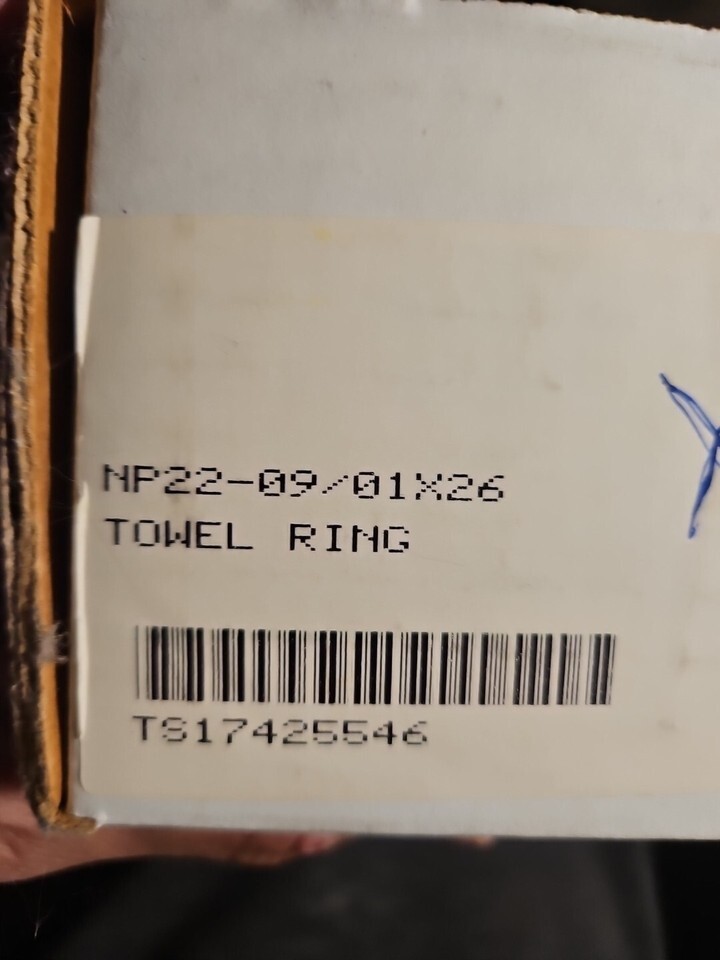 NP22-09/01X26
TOWEL RING
TS17425546